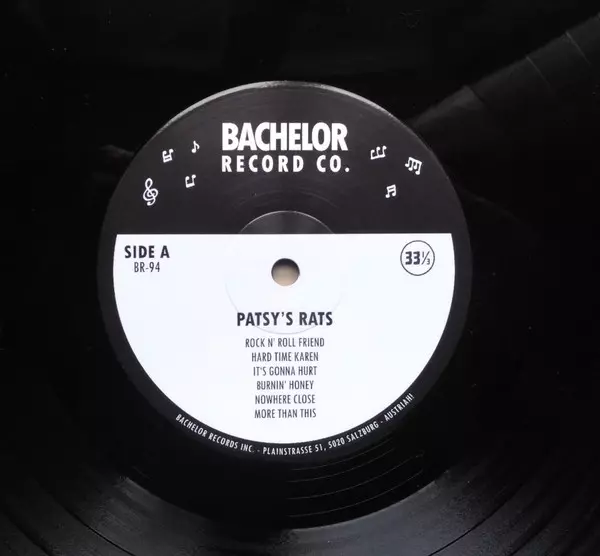 BACHELOR
RECORD CO.
SIDE A
BR-94
33⅓
PATSY'S RATS
ROCK N' ROLL FRIEND
HARD TIME KAREN
IT'S GONNA HURT
BURNIN' HONEY
NOWHERE CLOSE
MORE THAN THIS
BACHELOR RECORDS INC. - PLAINSTRASSE 51, 5020 SALZBURG - AUSTRIAH!